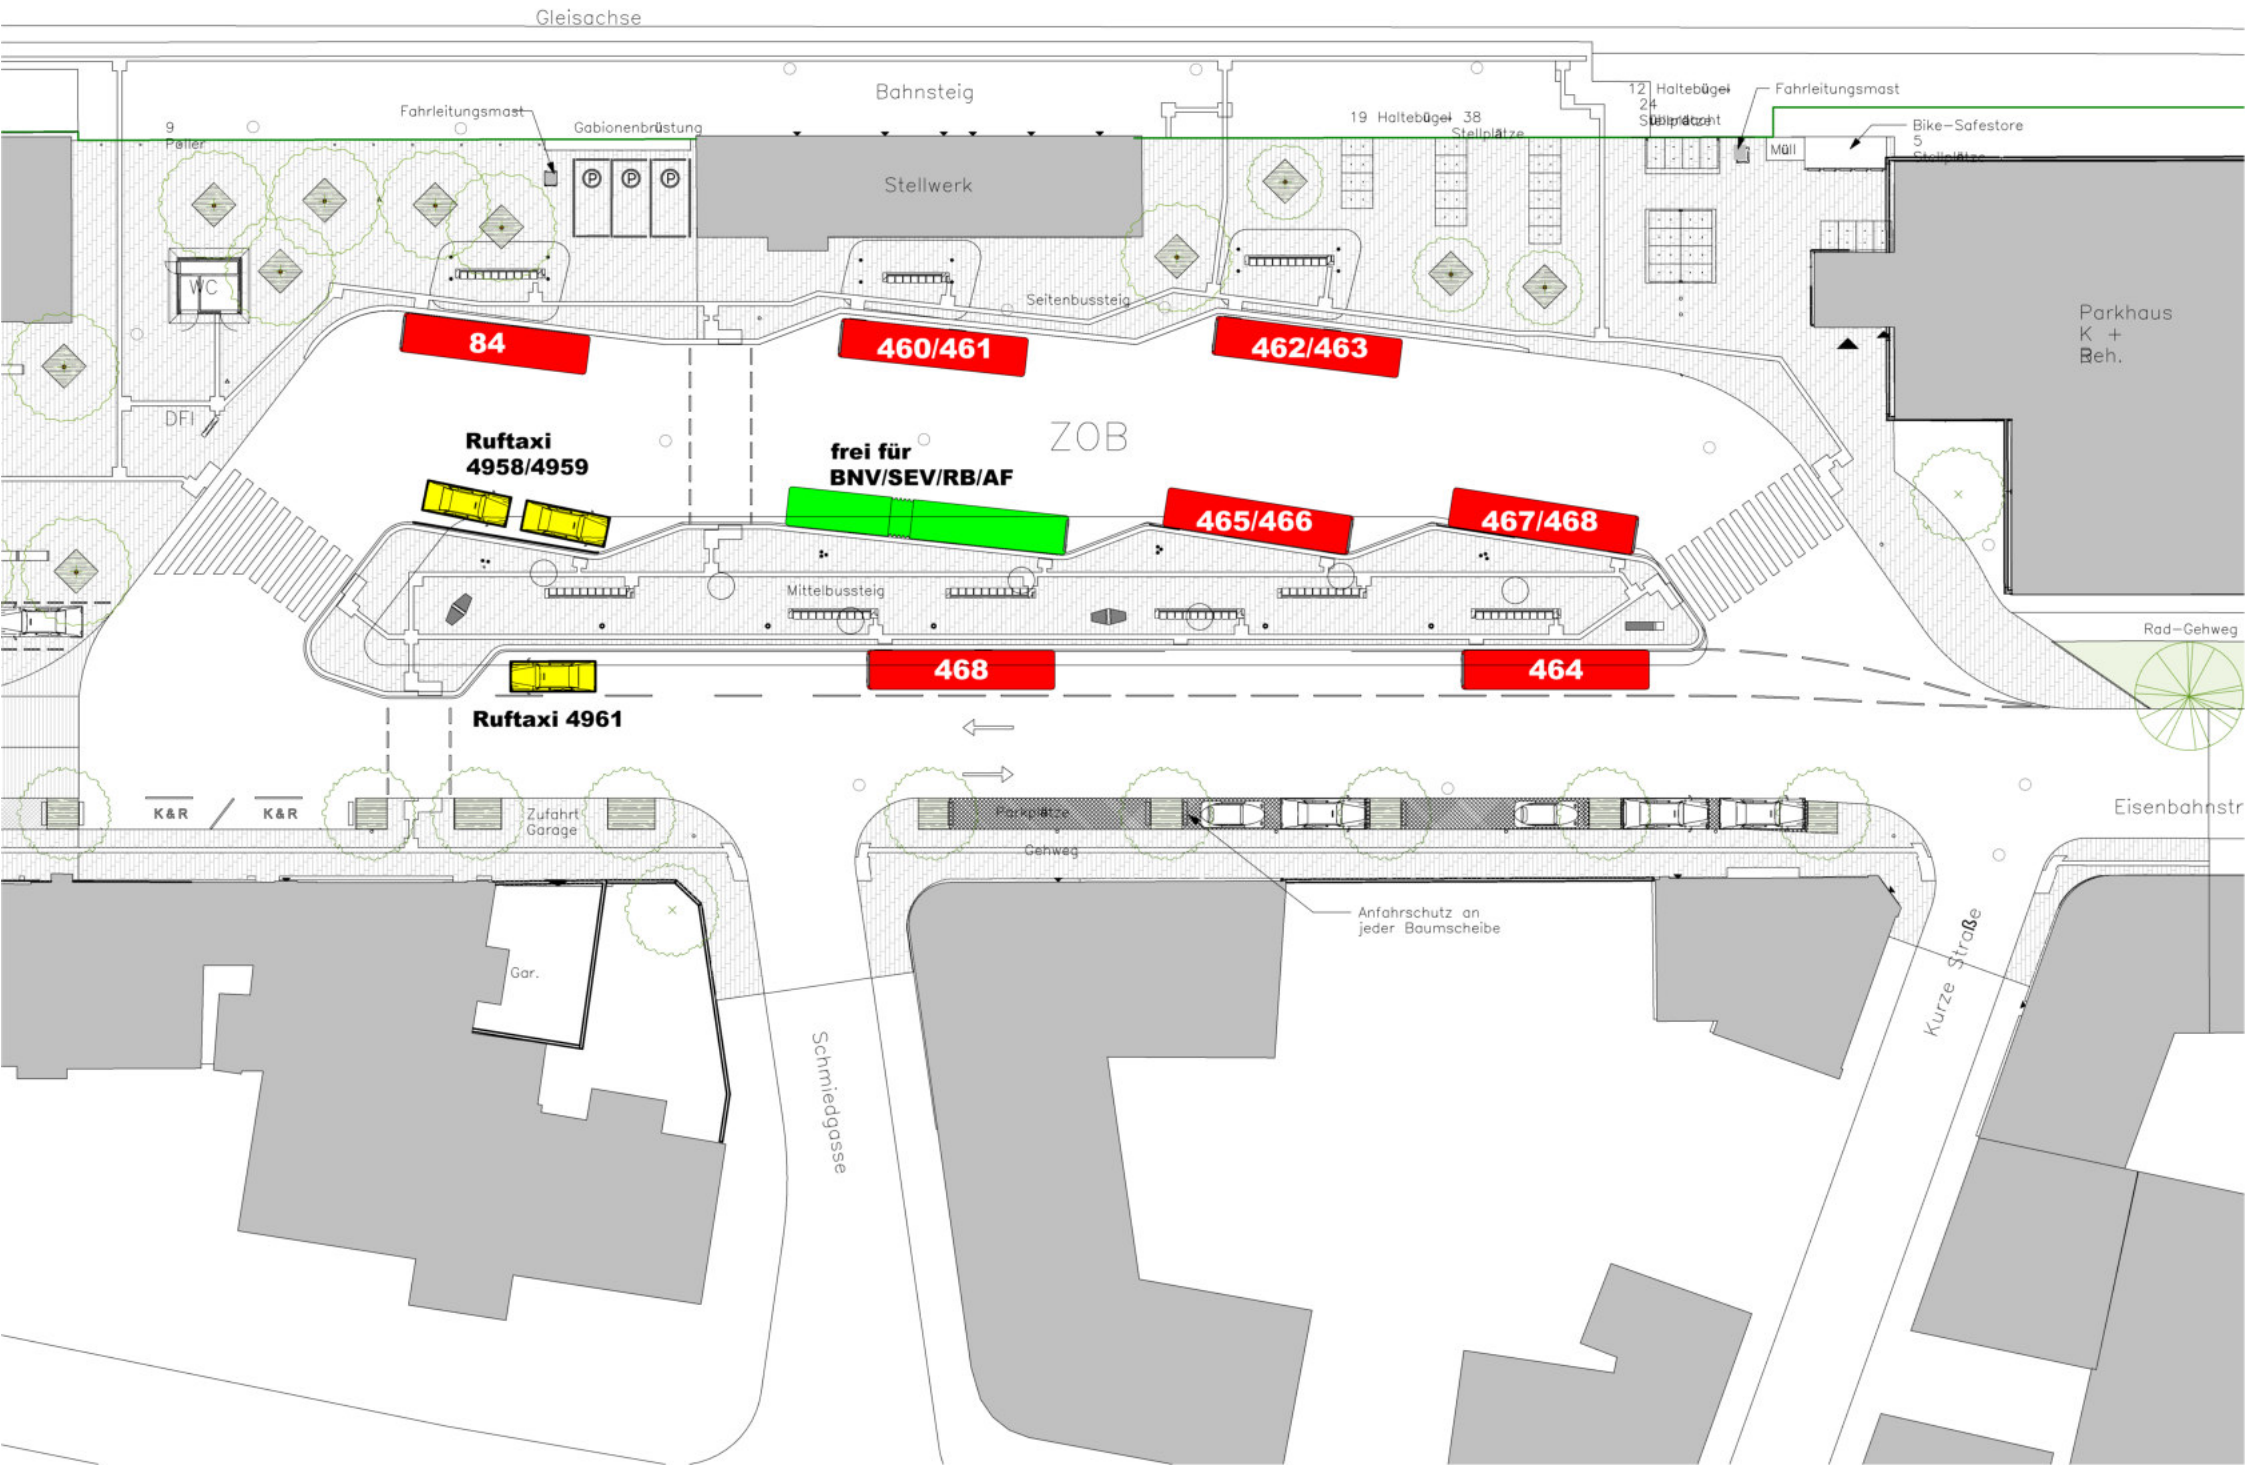 Gleisachse
Bahnsteig
Fahrleitungsmast
Gabionenbrüstung
9
Poller
19 Haltebügel 38
Stellplätze
12 Haltebügel
24
Stellplätze
Fahrleitungsmast
Müll
Bike-Safestore
5
Stellplätze
P
P
P
Stellwerk
WC
Seitenbussteig
Parkhaus
K +
84
460/461
462/463
DFI
Ruftaxi
4958/4959
frei für
BNV/SEV/RB/AF
ZOB
465/466
467/468
Mittelbussteig
Rad-Gehweg
468
464
Ruftaxi 4961
K&R
K&R
Zufahrt
Garage
Parkplätze
Gehweg
Eisenbahnstr
Anfahrschutz an
jeder Baumscheibe
Gar.
Schmiedgasse
Kurze Straße